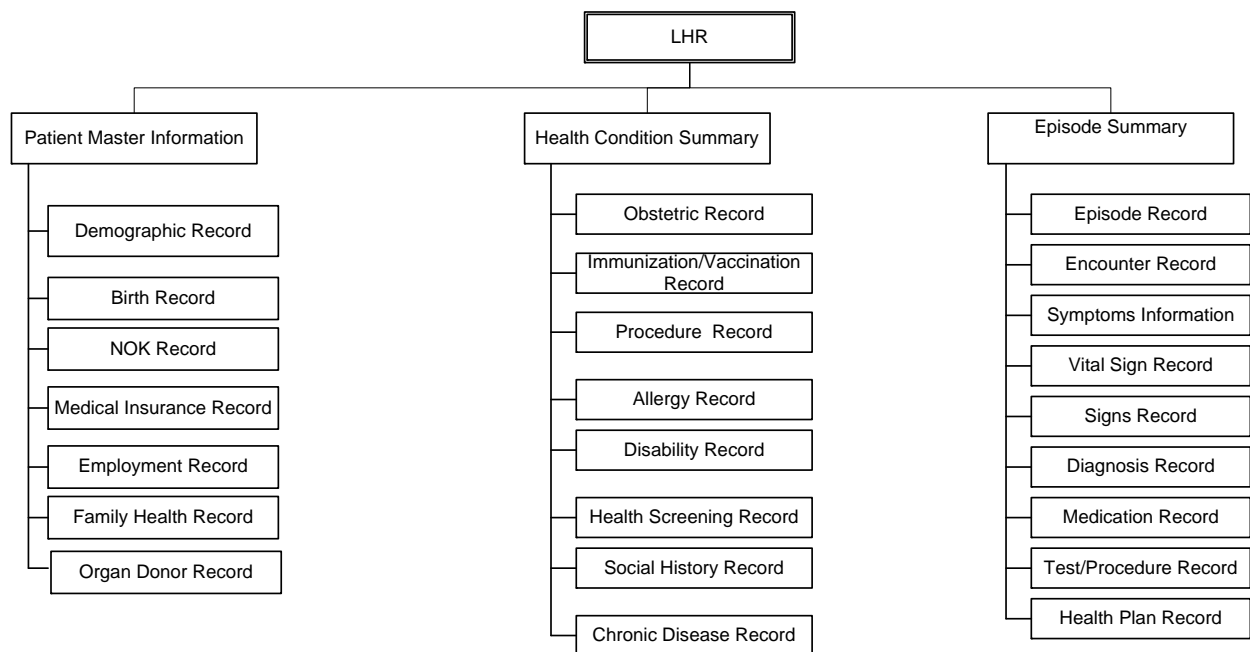 LHR
Patient Master Information
Demographic Record
Birth Record
NOK Record
Medical Insurance Record
Employment Record
Family Health Record
Organ Donor Record
Health Condition Summary
Obstetric Record
Immunization/Vaccination
Record
Procedure  Record
Allergy Record
Disability Record
Health Screening Record
Social History Record
Chronic Disease Record
Episode Summary
Episode Record
Encounter Record
Symptoms Information
Vital Sign Record
Signs Record
Diagnosis Record
Medication Record
Test/Procedure Record
Health Plan Record